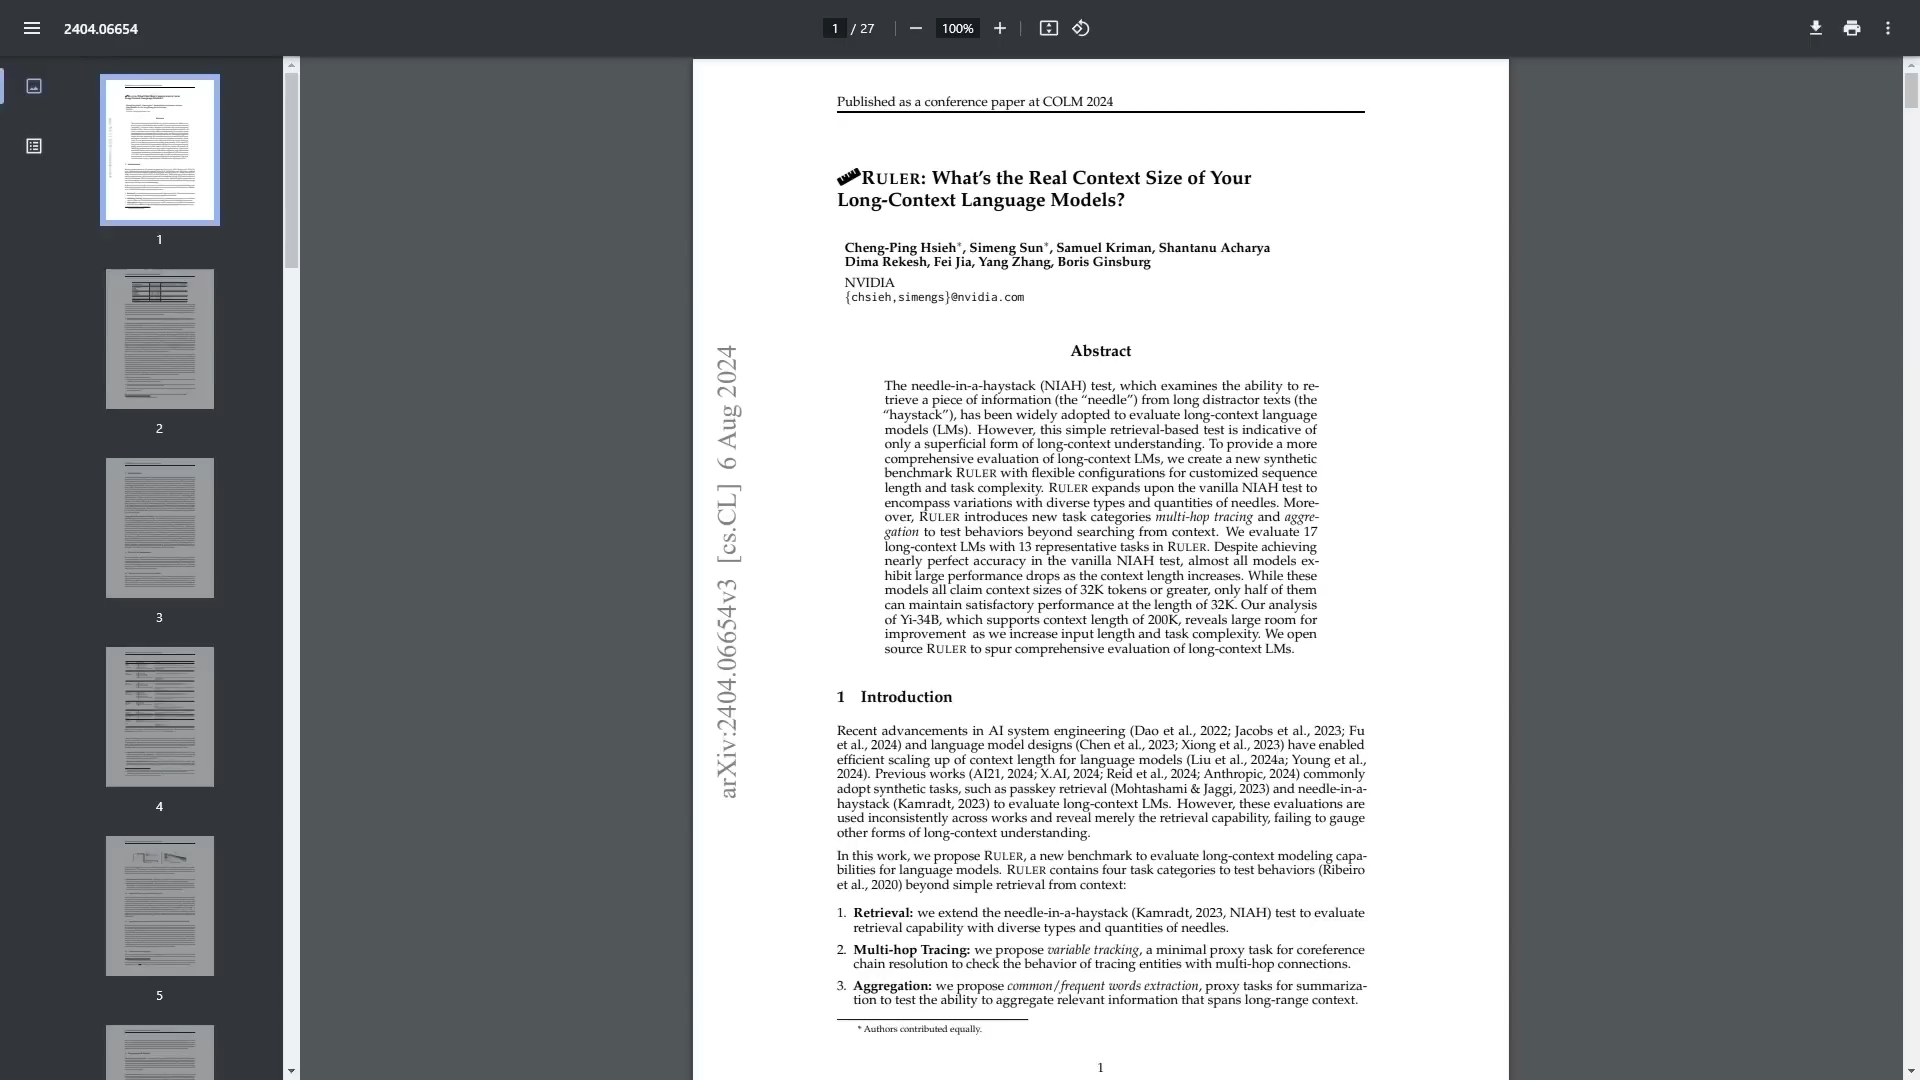 2404.06654
1 / 27
100%
1
2
3
4
5
Published as a conference paper at COLM 2024
RULER: What's the Real Context Size of Your
Long-Context Language Models?
Cheng-Ping Hsieh*, Simeng Sun*, Samuel Kriman, Shantanu Acharya
Dima Rekesh, Fei Jia, Yang Zhang, Boris Ginsburg
NVIDIA
{chsieh,simengs}@nvidia.com
arXiv:2404.06654v3 [cs.CL] 6 Aug 2024
Abstract
The needle-in-a-haystack (NIAH) test, which examines the ability to re-
trieve a piece of information (the “needle”) from long distractor texts (the
“haystack”), has been widely adopted to evaluate long-context language
models (LMs). However, this simple retrieval-based test is indicative of
only a superficial form of long-context understanding. To provide a more
comprehensive evaluation of long-context LMs, we create a new synthetic
benchmark RULER with flexible configurations for customized sequence
length and task complexity. RULER expands upon the vanilla NIAH test to
encompass variations with diverse types and quantities of needles. More-
over, RULER introduces new task categories multi-hop tracing and aggre-
gation to test behaviors beyond searching from context. We evaluate 17
long-context LMs with 13 representative tasks in RULER. Despite achieving
nearly perfect accuracy in the vanilla NIAH test, almost all models ex-
hibit large performance drops as the context length increases. While these
models all claim context sizes of 32K tokens or greater, only half of them
can maintain satisfactory performance at the length of 32K. Our analysis
of Yi-34B, which supports context length of 200K, reveals large room for
improvement as we increase input length and task complexity. We open
source RULER to spur comprehensive evaluation of long-context LMs.
1 Introduction
Recent advancements in AI system engineering (Dao et al., 2022; Jacobs et al., 2023; Fu
et al., 2024) and language model designs (Chen et al., 2023; Xiong et al., 2023) have enabled
efficient scaling up of context length for language models (Liu et al., 2024a; Young et al.,
2024). Previous works (AI21, 2024; X.AI, 2024; Reid et al., 2024; Anthropic, 2024) commonly
adopt synthetic tasks, such as passkey retrieval (Mohtashami & Jaggi, 2023) and needle-in-a-
haystack (Kamradt, 2023) to evaluate long-context LMs. However, these evaluations are
used inconsistently across works and reveal merely the retrieval capability, failing to gauge
other forms of long-context understanding.
In this work, we propose RULER, a new benchmark to evaluate long-context modeling capa-
bilities for language models. RULER contains four task categories to test behaviors (Ribeiro
et al., 2020) beyond simple retrieval from context:
1. Retrieval: we extend the needle-in-a-haystack (Kamradt, 2023, NIAH) test to evaluate
retrieval capability with diverse types and quantities of needles.
2. Multi-hop Tracing: we propose variable tracking, a minimal proxy task for coreference
chain resolution to check the behavior of tracing entities with multi-hop connections.
3. Aggregation: we propose common/frequent words extraction, proxy tasks for summariza-
tion to test the ability to aggregate relevant information that spans long-range context.
* Authors contributed equally.
1